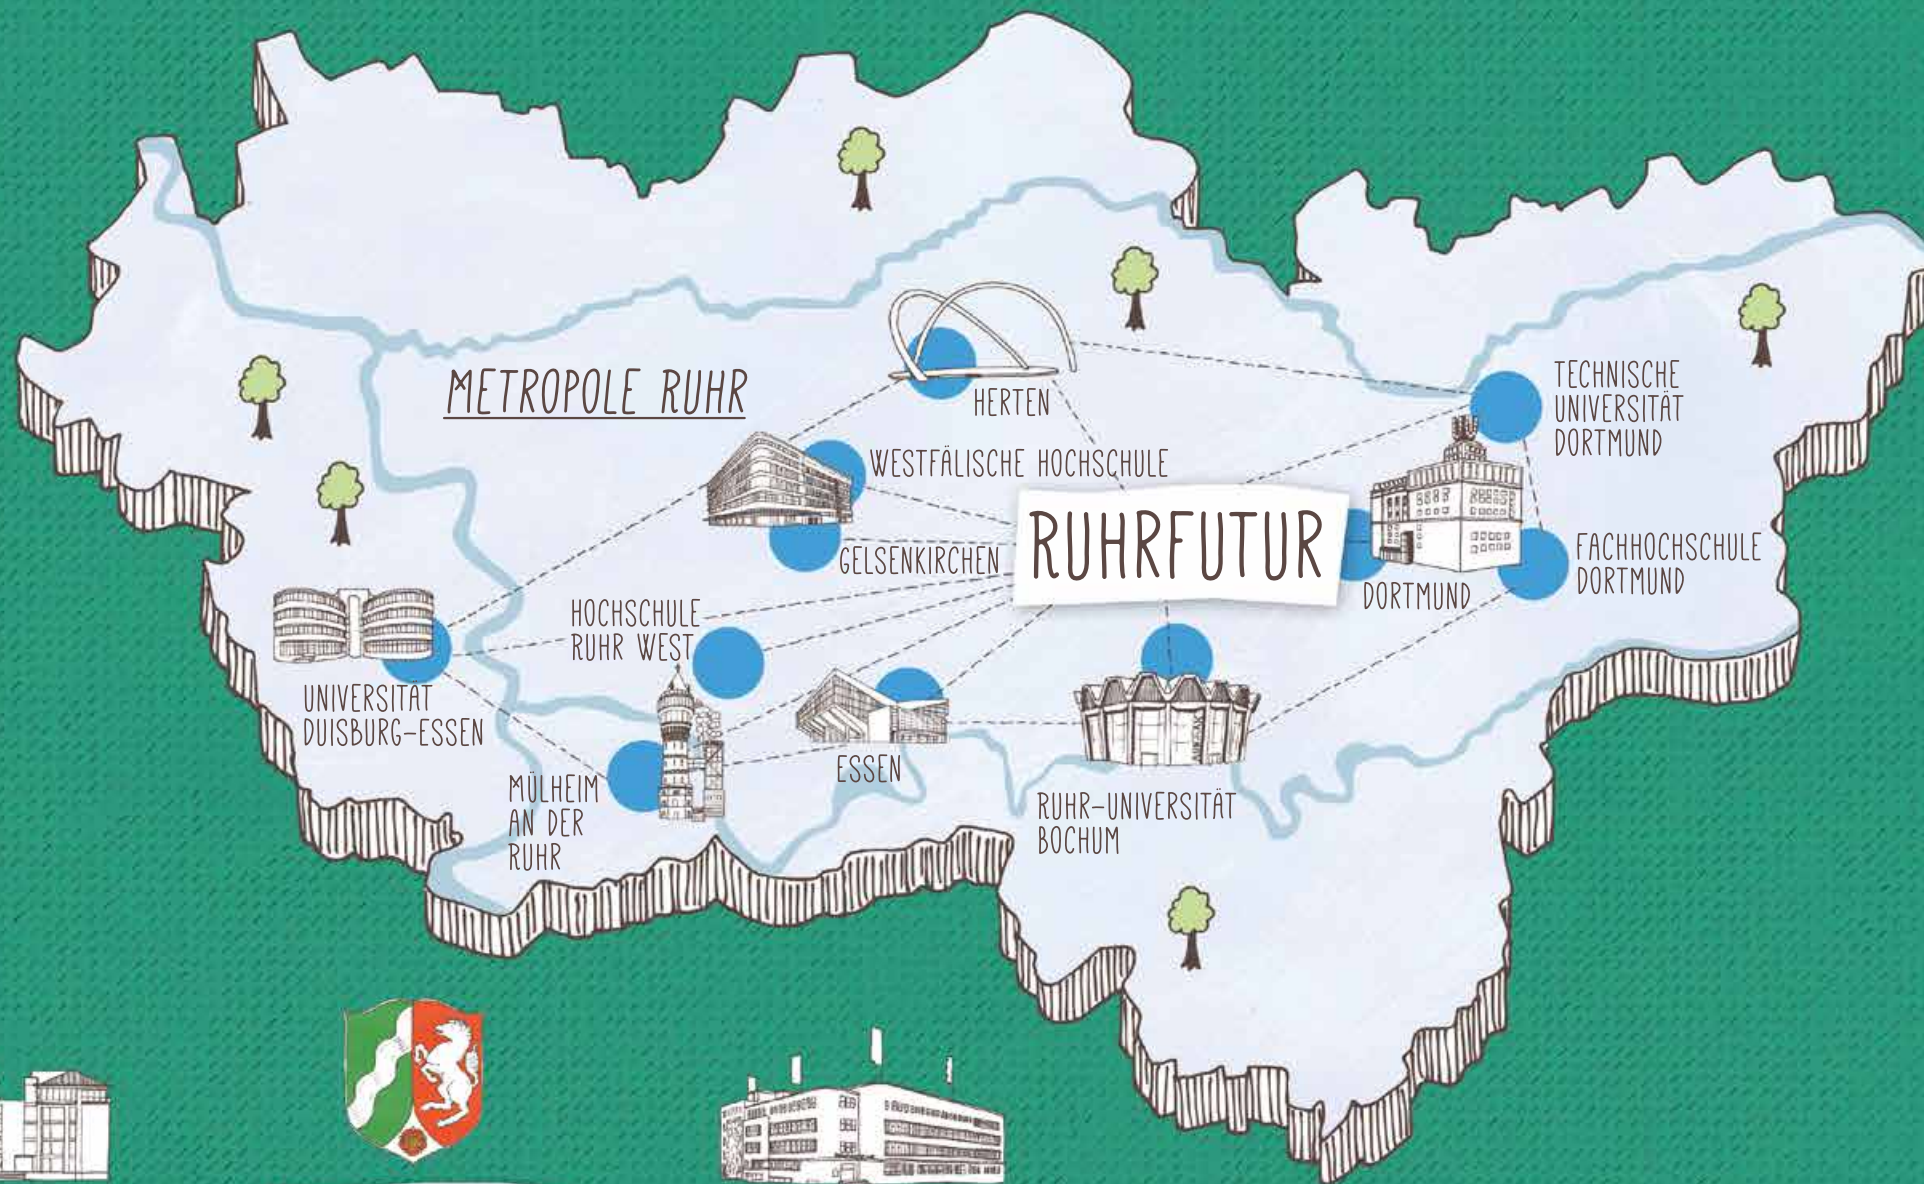 METROPOLE RUHR
HERTEN
TECHNISCHE
UNIVERSITÄT
DORTMUND
WESTFÄLISCHE HOCHSCHULE
RUHRFUTUR
GELSENKIRCHEN
DORTMUND
FACHHOCHSCHULE
DORTMUND
HOCHSCHULE
RUHR WEST
UNIVERSITÄT
DUISBURG-ESSEN
ESSEN
MÜLHEIM
AN DER
RUHR
RUHR-UNIVERSITÄT
BOCHUM